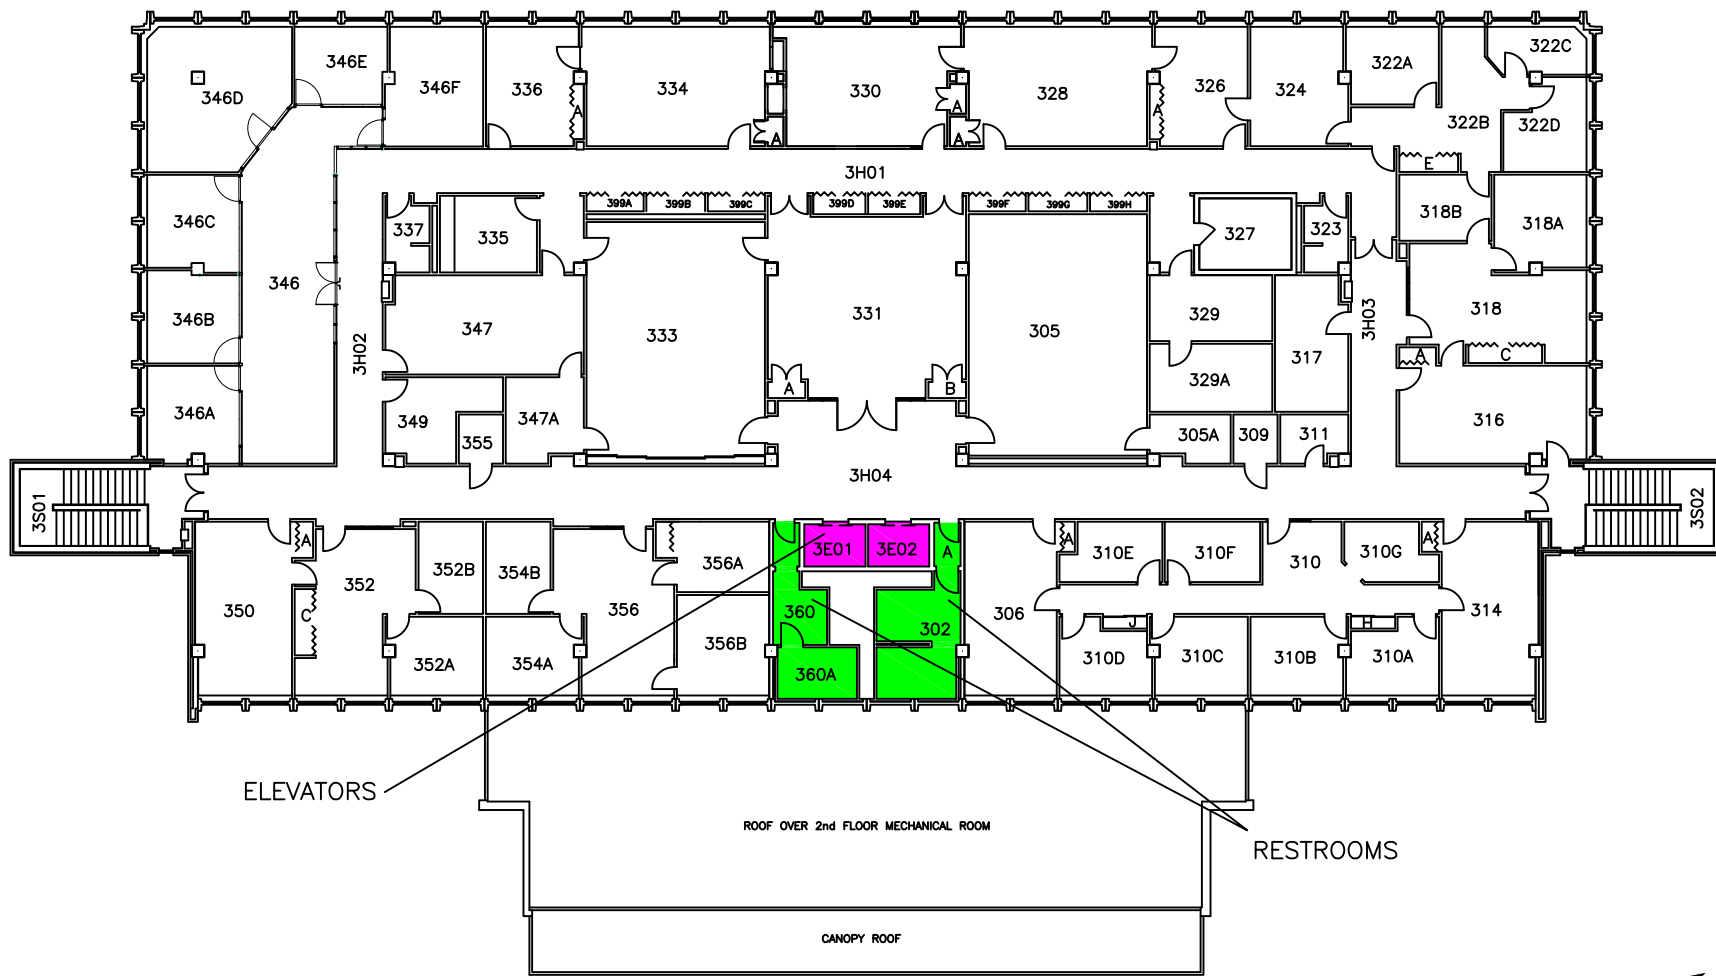 346D
346E
346F
336
A
334
A
330
A
A
328
A
326
324
322A
322C
322B
322D
E
3H01
346C
337
335
399A
399B
399C
399D
399E
399F
399G
399H
327
323
318B
318A
346
346B
3H02
347
333
331
305
329
317
3H03
318
A
C
346A
349
355
347A
A
B
329A
305A
309
311
316
3S01
3H04
3S02
350
A
C
352
352B
354B
356
356A
3E01
3E02
A
A
310E
310F
310
310G
A
352A
354A
356B
360
360A
302
306
J
H
314
310D
310C
310B
310A
ELEVATORS
RESTROOMS
ROOF OVER 2nd FLOOR MECHANICAL ROOM
CANOPY ROOF